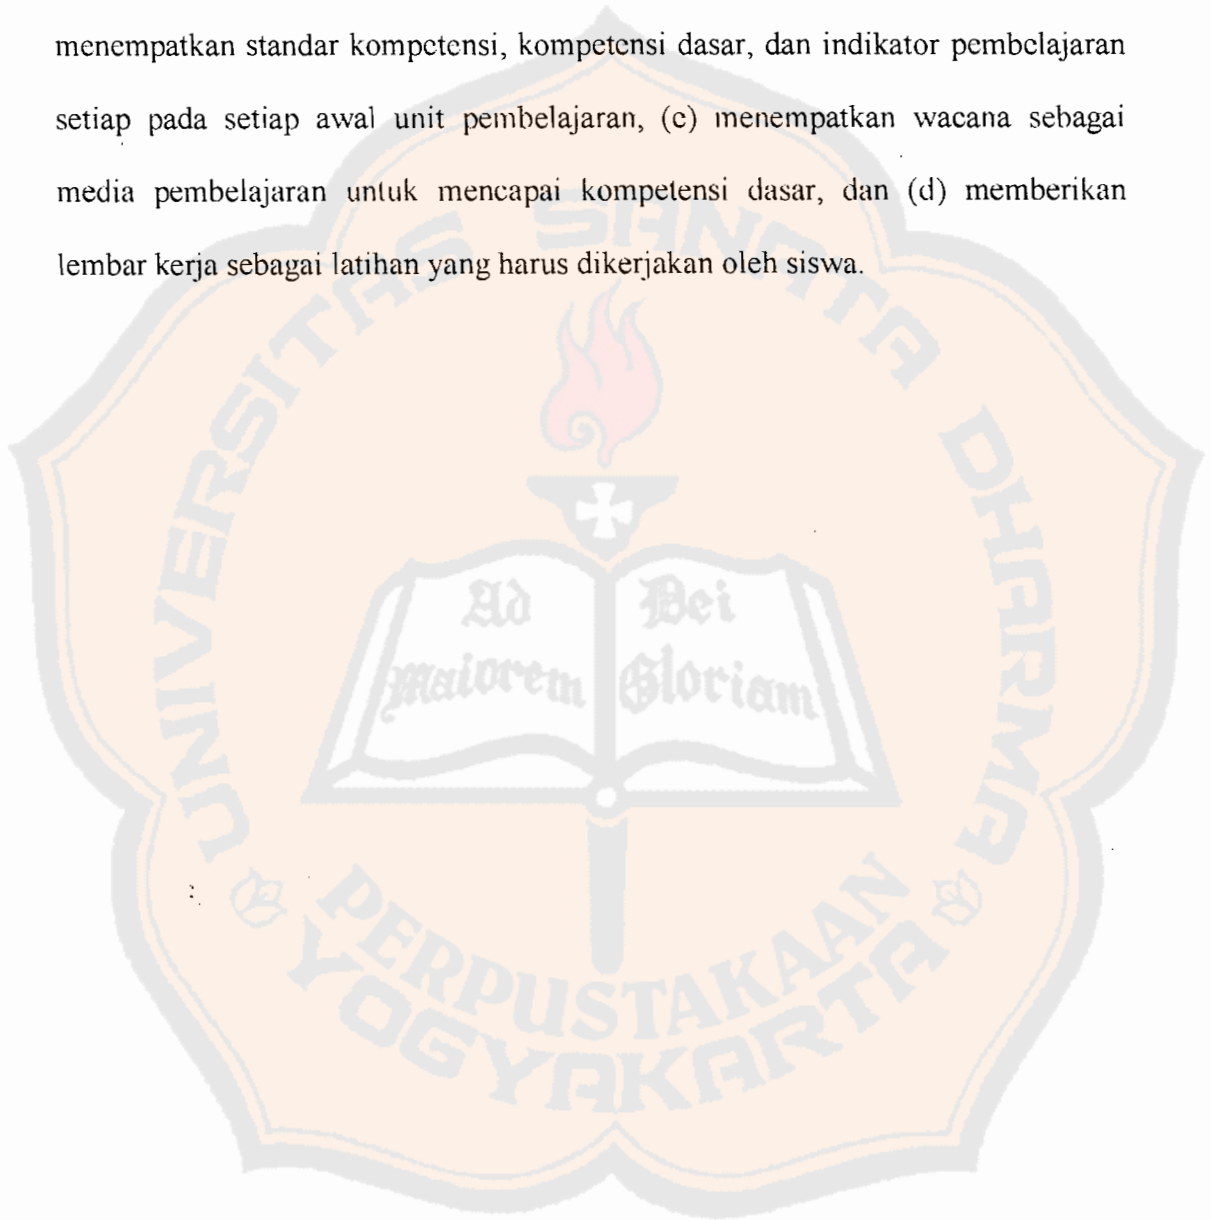 menempatkan standar kompetensi, kompetensi dasar, dan indikator pembelajaran
setiap pada setiap awal unit pembelajaran, (c) menempatkan wacana sebagai
media pembelajaran untuk mencapai kompetensi dasar, dan (d) memberikan
lembar kerja sebagai latihan yang harus dikerjakan oleh siswa.
UNIVERSITAS SANATA DHARMA
Ad Dei
Maiorem Gloriam
PERPUSTAKAAN
YOGYAKARTA